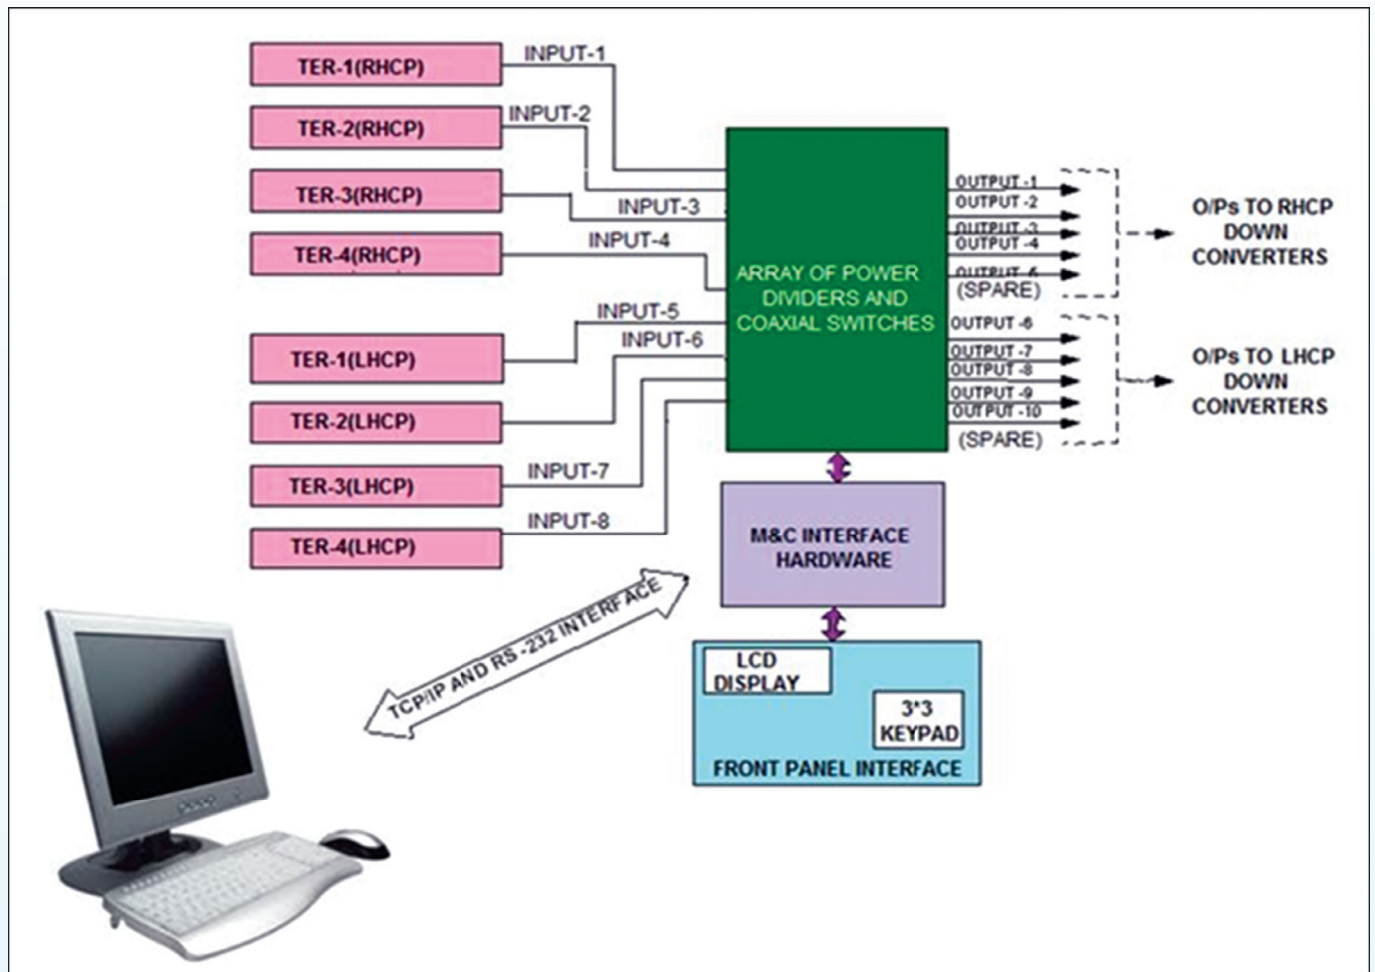 TER-1(RHCP)
INPUT-1
TER-2(RHCP)
INPUT-2
TER-3(RHCP)
INPUT-3
TER-4(RHCP)
INPUT-4
TER-1(LHCP)
INPUT-5
TER-2(LHCP)
INPUT-6
TER-3(LHCP)
INPUT-7
TER-4(LHCP)
INPUT-8
ARRAY OF POWER
DIVIDERS AND
COAXIAL SWITCHES
OUTPUT -1
OUTPUT -2
OUTPUT -3
OUTPUT -4
OUTPUT
(SPARE)
O/Ps TO RHCP
DOWN
CONVERTERS
OUTPUT -6
OUTPUT -7
OUTPUT -8
OUTPUT -9
OUTPUT -10
(SPARE)
O/Ps TO LHCP
DOWN
CONVERTERS
M&C INTERFACE
HARDWARE
TCP/IP AND RS -232 INTERFACE
LCD
DISPLAY
3*3
KEYPAD
FRONT PANEL INTERFACE